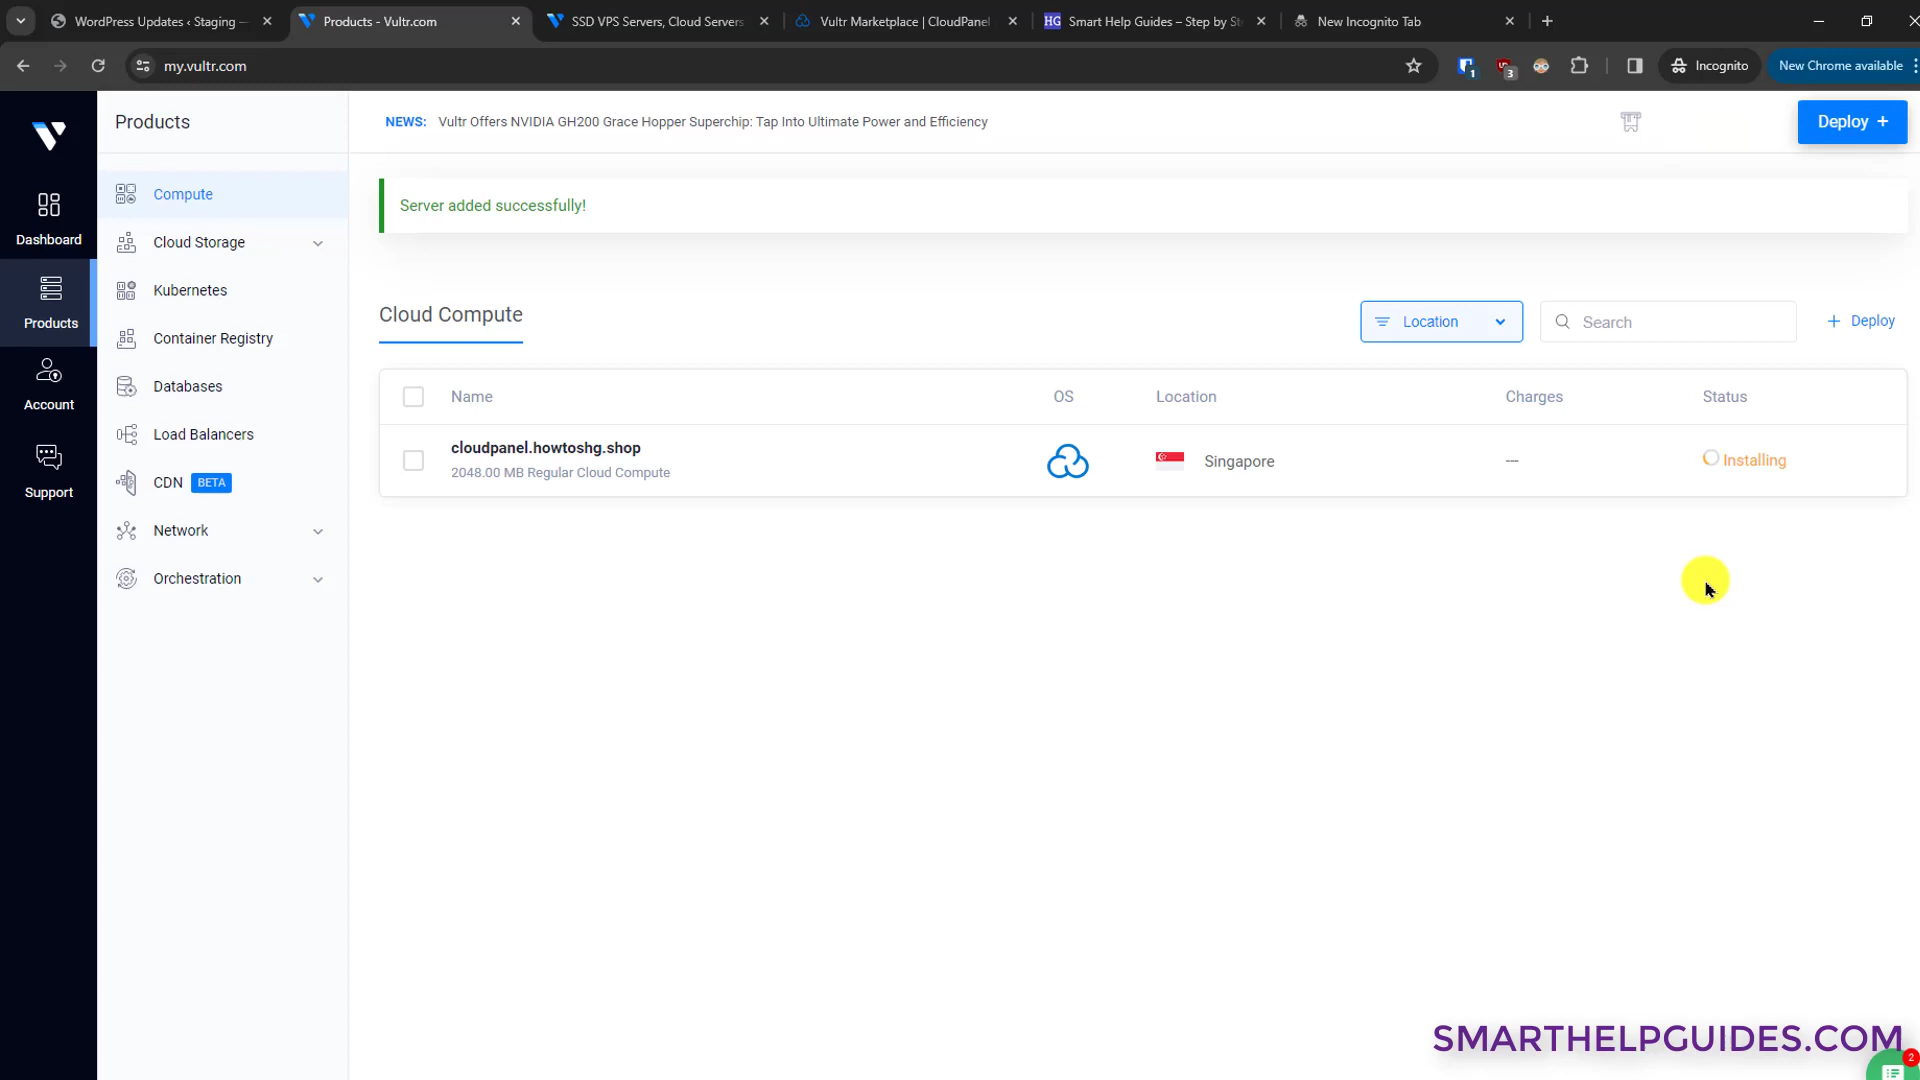 WordPress Updates ‹ Staging —
Products - Vultr.com
SSD VPS Servers, Cloud Servers
Vultr Marketplace | CloudPanel
HG
Smart Help Guides – Step by St
New Incognito Tab
my.vultr.com
1
3
Incognito
New Chrome available
Products
NEWS: Vultr Offers NVIDIA GH200 Grace Hopper Superchip: Tap Into Ultimate Power and Efficiency
Deploy +
Dashboard
Products
Account
Support
Compute
Cloud Storage
Kubernetes
Container Registry
Databases
Load Balancers
CDN BETA
Network
Orchestration
Server added successfully!
Cloud Compute
Location
Search
+ Deploy
Name OS Location Charges Status
cloudpanel.howtoshg.shop
2048.00 MB Regular Cloud Compute
Singapore
---
Installing
SMARTHELPGUIDES.COM
2